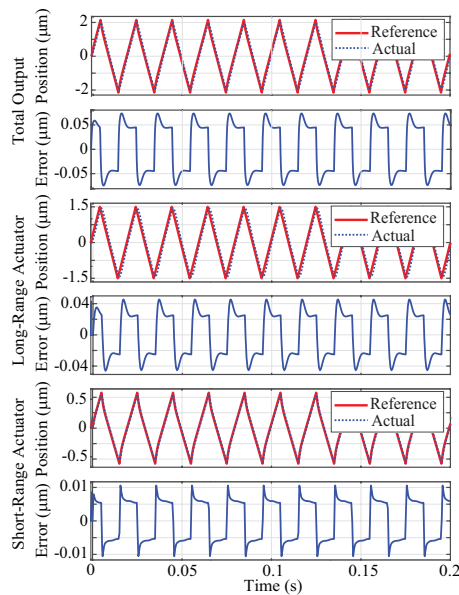 Total Output
Position (μm)
2
0
-2
Reference
Actual
Error (μm)
0.05
0
-0.05
Long-Range Actuator
Position (μm)
1.5
0
-1.5
Reference
Actual
Error (μm)
0.04
0
-0.04
Short-Range Actuator
Position (μm)
0.5
0
-0.5
Reference
Actual
Error (μm)
0.01
0
-0.01
0 0.05 0.1 0.15 0.2
Time (s)